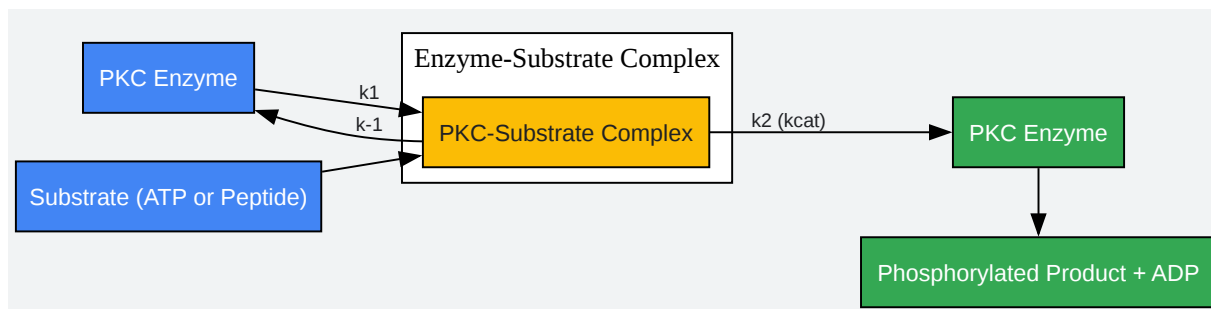 PKC Enzyme
Substrate (ATP or Peptide)
k1
k-1
Enzyme-Substrate Complex
PKC-Substrate Complex
k2 (kcat)
PKC Enzyme
Phosphorylated Product + ADP